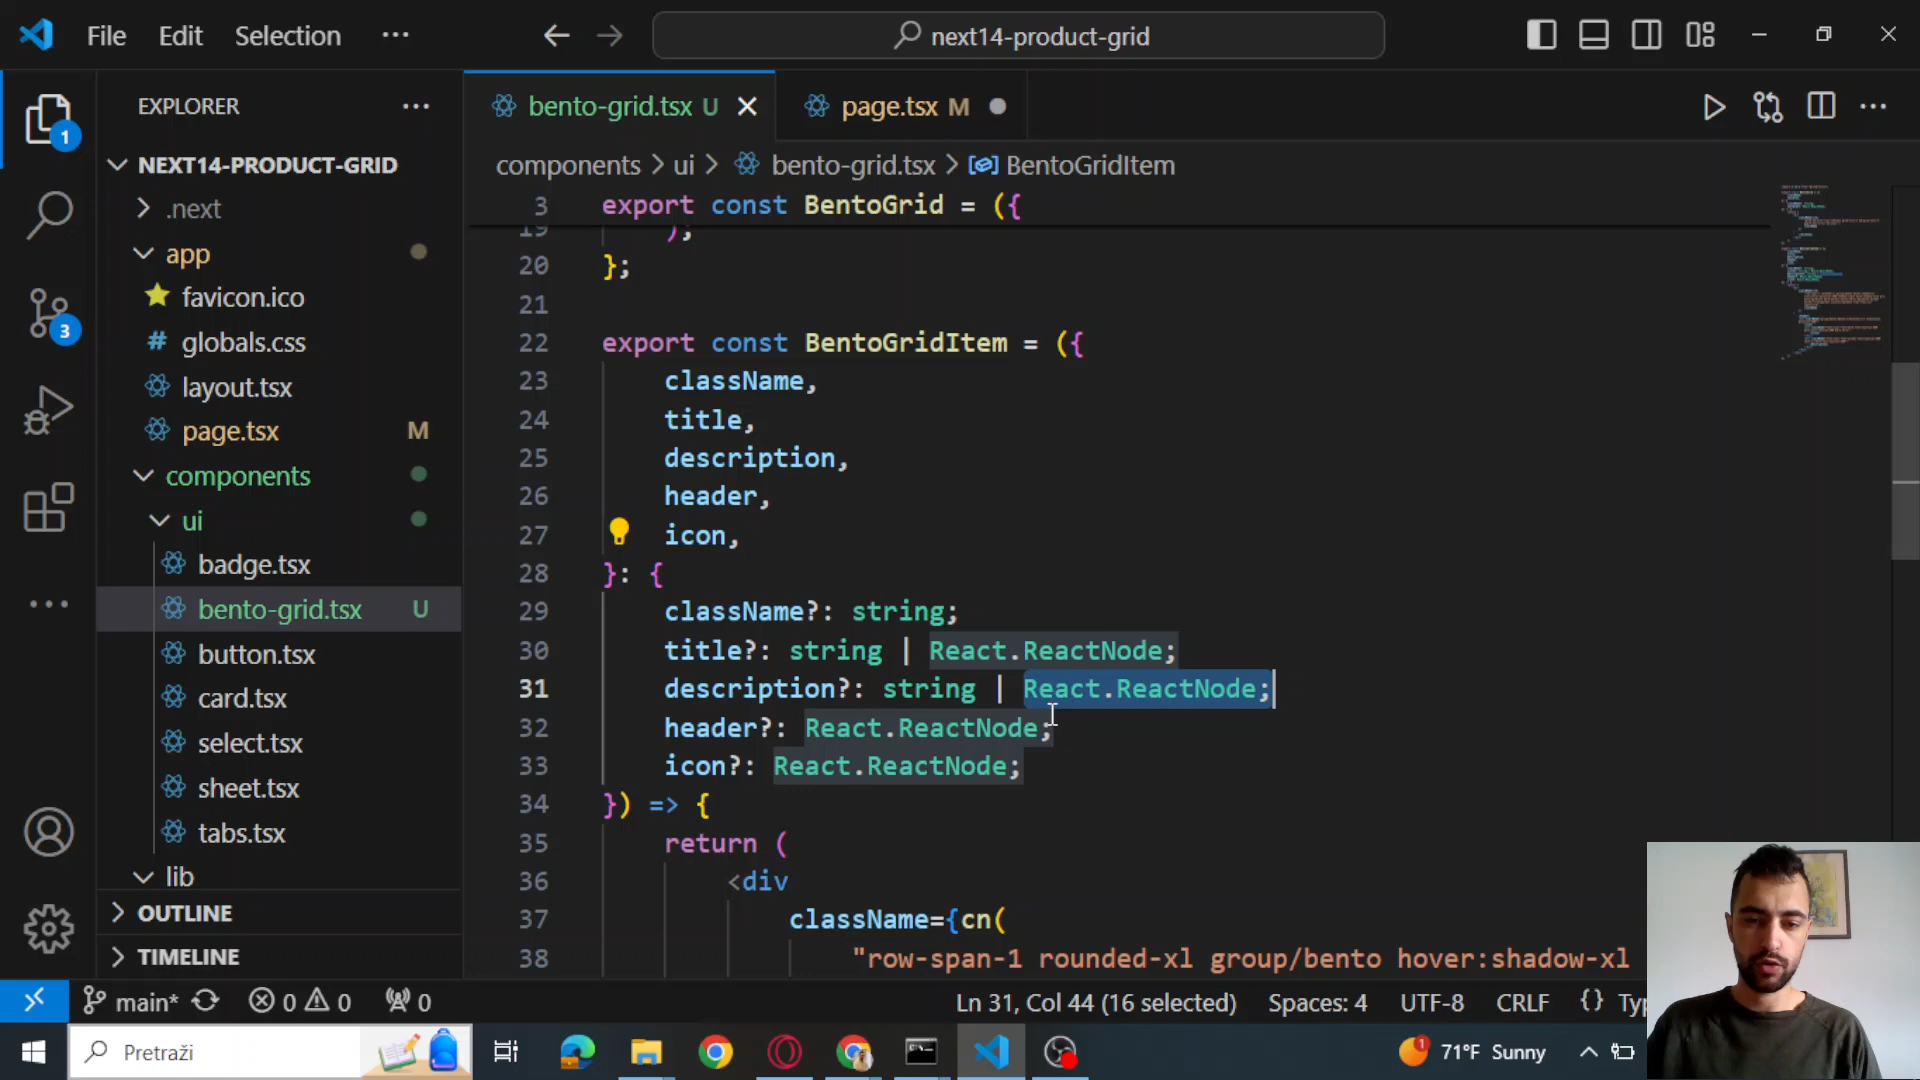 File Edit Selection ···
next14-product-grid
EXPLORER
NEXT14-PRODUCT-GRID
.next
app
favicon.ico
# globals.css
layout.tsx
page.tsx M
components
ui
badge.tsx
bento-grid.tsx U
button.tsx
card.tsx
select.tsx
sheet.tsx
tabs.tsx
lib
OUTLINE
TIMELINE
1
3
bento-grid.tsx U
page.tsx M
components > ui > bento-grid.tsx > BentoGridItem
3 export const BentoGrid = ({
19 );
20 };
21
22 export const BentoGridItem = ({
23 className,
24 title,
25 description,
26 header,
27 icon,
28 }: {
29 className?: string;
30 title?: string | React.ReactNode;
31 description?: string | React.ReactNode;
32 header?: React.ReactNode;
33 icon?: React.ReactNode;
34 }) => {
35 return (
36 <div
37 className={cn(
38 "row-span-1 rounded-xl group/bento hover:shadow-xl
main* 0 0 0
Ln 31, Col 44 (16 selected) Spaces: 4 UTF-8 CRLF {} Ty
Pretraži
1 71°F Sunny